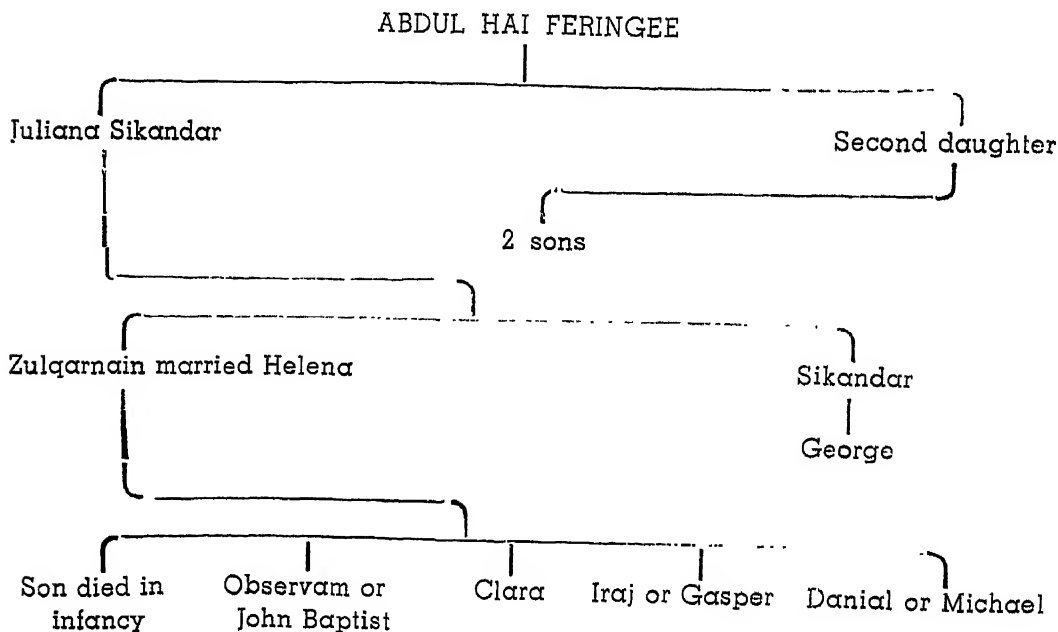 ABDUL HAI FERINGEE
Juliana Sikandar
Second daughter
2 sons
Zulqarnain married Helena
Sikandar
George
Son died in
infancy
Observam or
John Baptist
Clara
Iraj or Gasper
Danial or Michael